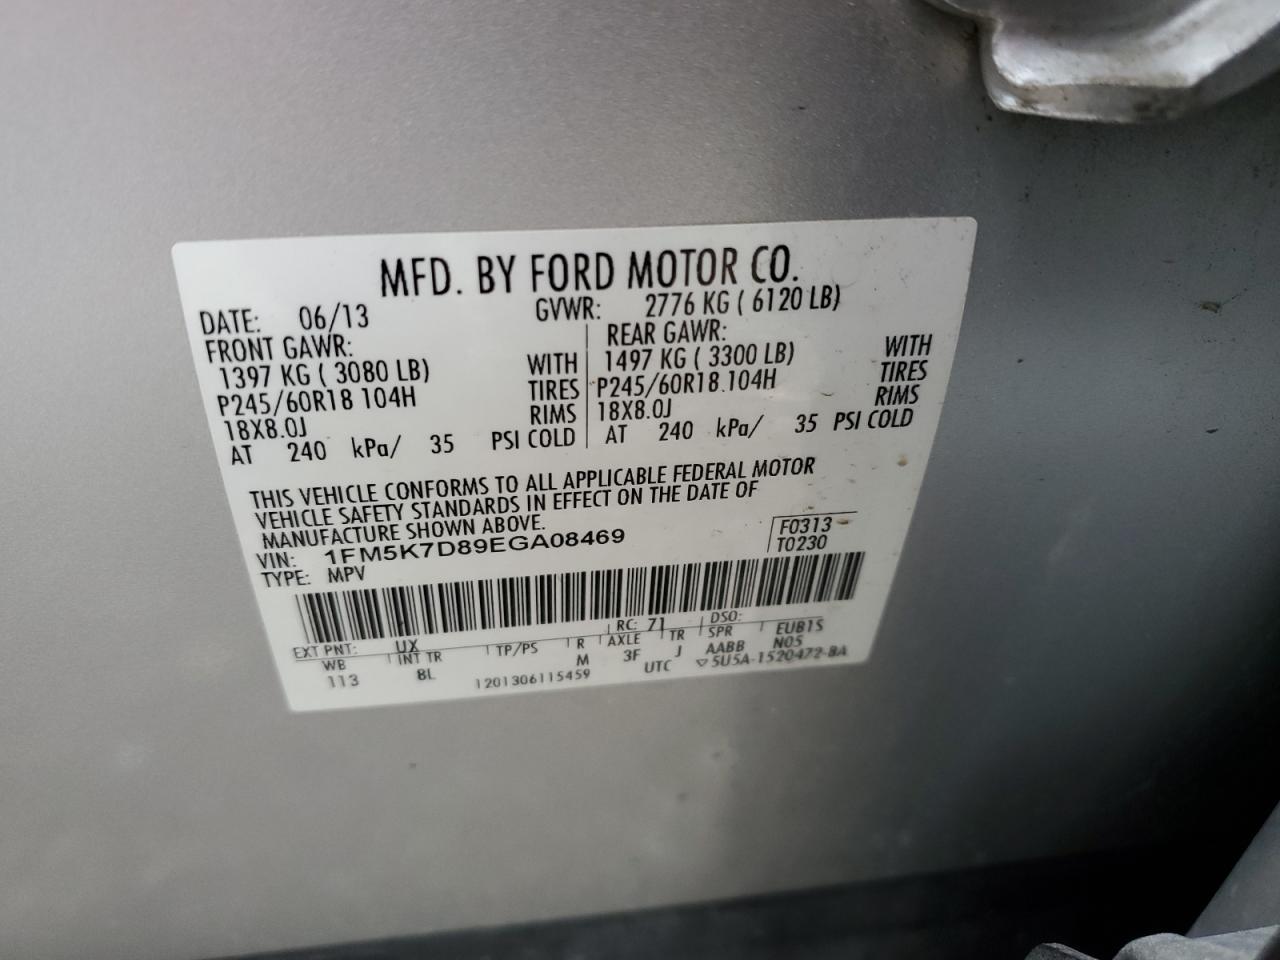 MFD. BY FORD MOTOR CO.
DATE: 06/13 GVWR: 2776 KG ( 6120 LB)
FRONT GAWR: REAR GAWR:
1397 KG ( 3080 LB) WITH 1497 KG ( 3300 LB) WITH
P245/60R18 104H TIRES P245/60R18 104H TIRES
18X8.0J RIMS 18X8.0J RIMS
AT 240 kPa/ 35 PSI COLD AT 240 kPa/ 35 PSI COLD
THIS VEHICLE CONFORMS TO ALL APPLICABLE FEDERAL MOTOR
VEHICLE SAFETY STANDARDS IN EFFECT ON THE DATE OF
MANUFACTURE SHOWN ABOVE.
VIN: 1FM5K7D89EGA08469 F0313
TYPE: MPV T0230
EXT PNT: UX RC: 71 DSO:
WB INT TR TP/PS R AXLE TR SPR EUB1S
113 8L M 3F J AABB N05
1201306115459 UTC ▽5U5A-1520472-BA